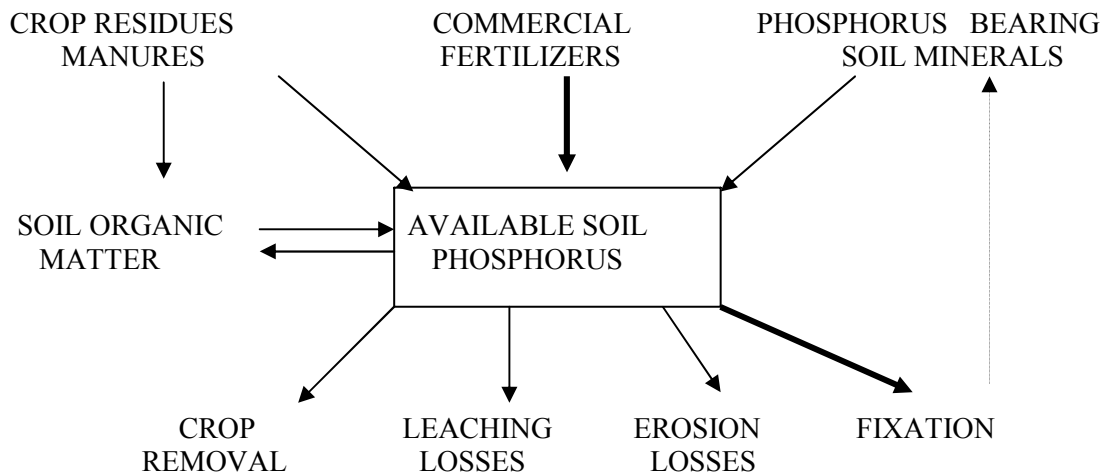 CROP RESIDUES
MANURES
COMMERCIAL
FERTILIZERS
PHOSPHORUS BEARING
SOIL MINERALS
SOIL ORGANIC
MATTER
AVAILABLE SOIL
PHOSPHORUS
CROP
REMOVAL
LEACHING
LOSSES
EROSION
LOSSES
FIXATION